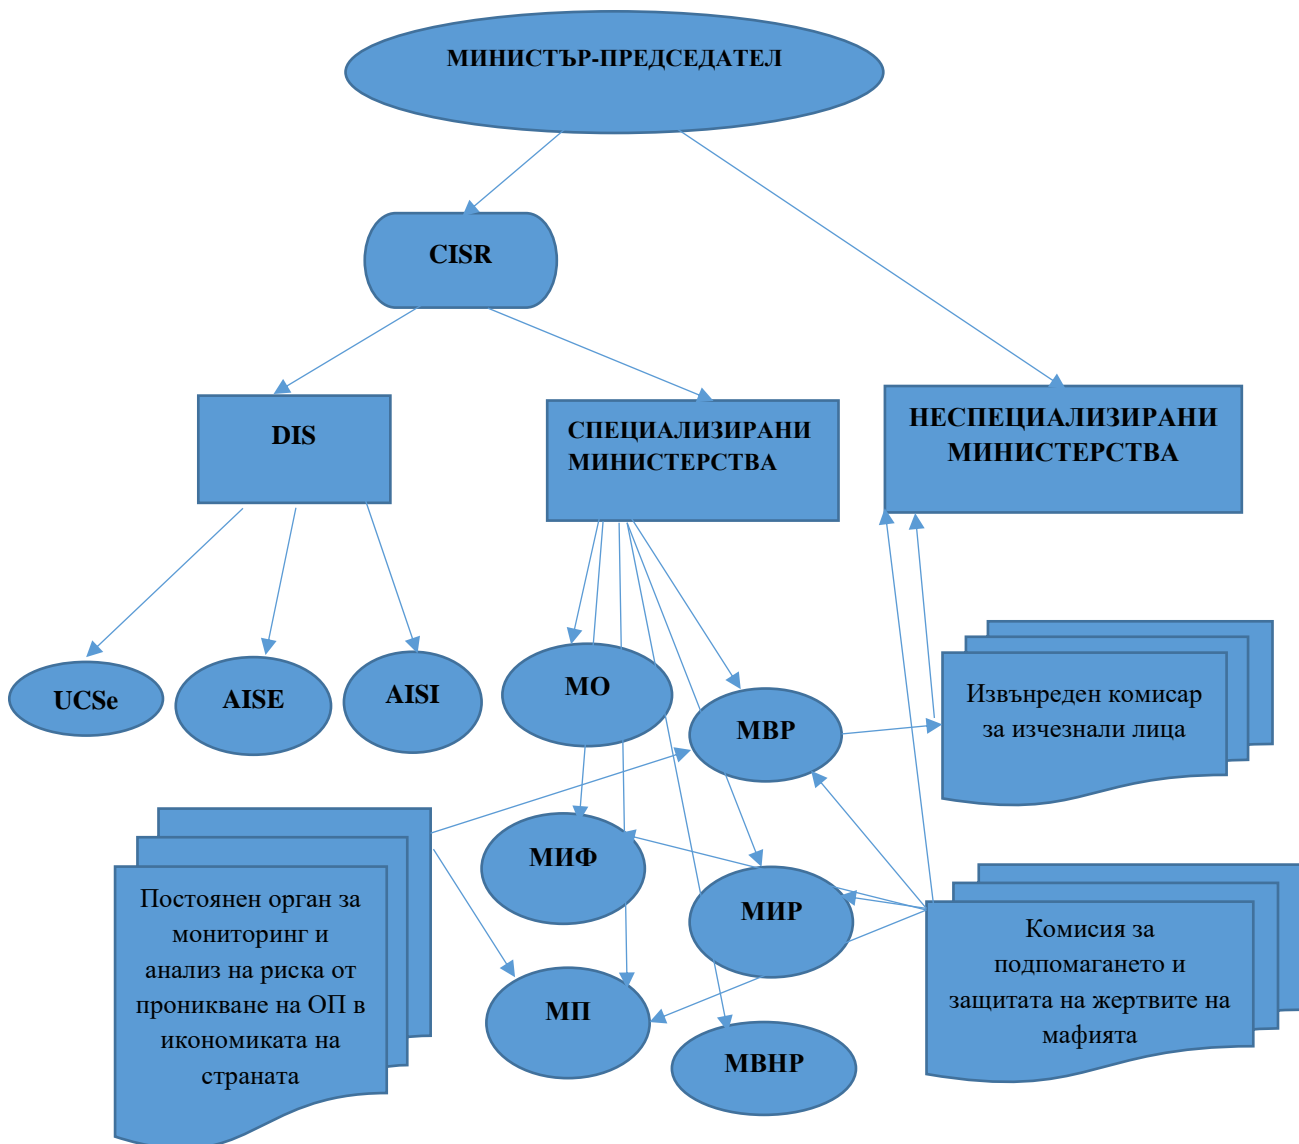 МИНИСТЪР-ПРЕДСЕДАТЕЛ
CISR
DIS
СПЕЦИАЛИЗИРАНИ
МИНИСТЕРСТВА
НЕСПЕЦИАЛИЗИРАНИ
МИНИСТЕРСТВА
UCSe
AISE
AISI
МО
МВР
Извънреден комисар
за изчезнали лица
МИФ
МИР
МП
МВНР
Постоянен орган за
мониторинг и
анализ на риска от
проникване на ОП в
икономиката на
страната
Комисия за
подпомагането и
защитата на жертвите на
мафията